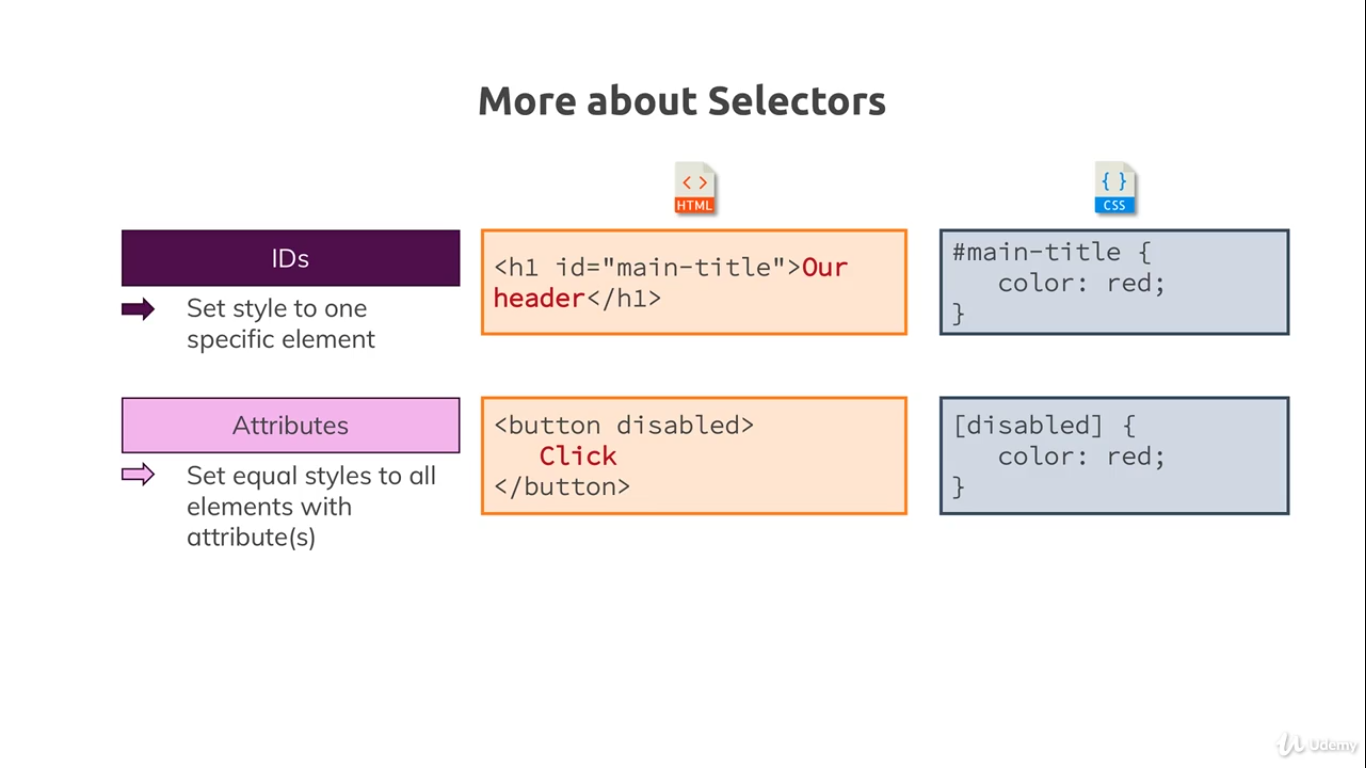 More about Selectors
HTML
CSS
IDs
Set style to one
specific element
<h1 id="main-title">Our
header</h1>
#main-title {
color: red;
}
Attributes
Set equal styles to all
elements with
attribute(s)
<button disabled>
Click
</button>
[disabled] {
color: red;
}
Udemy